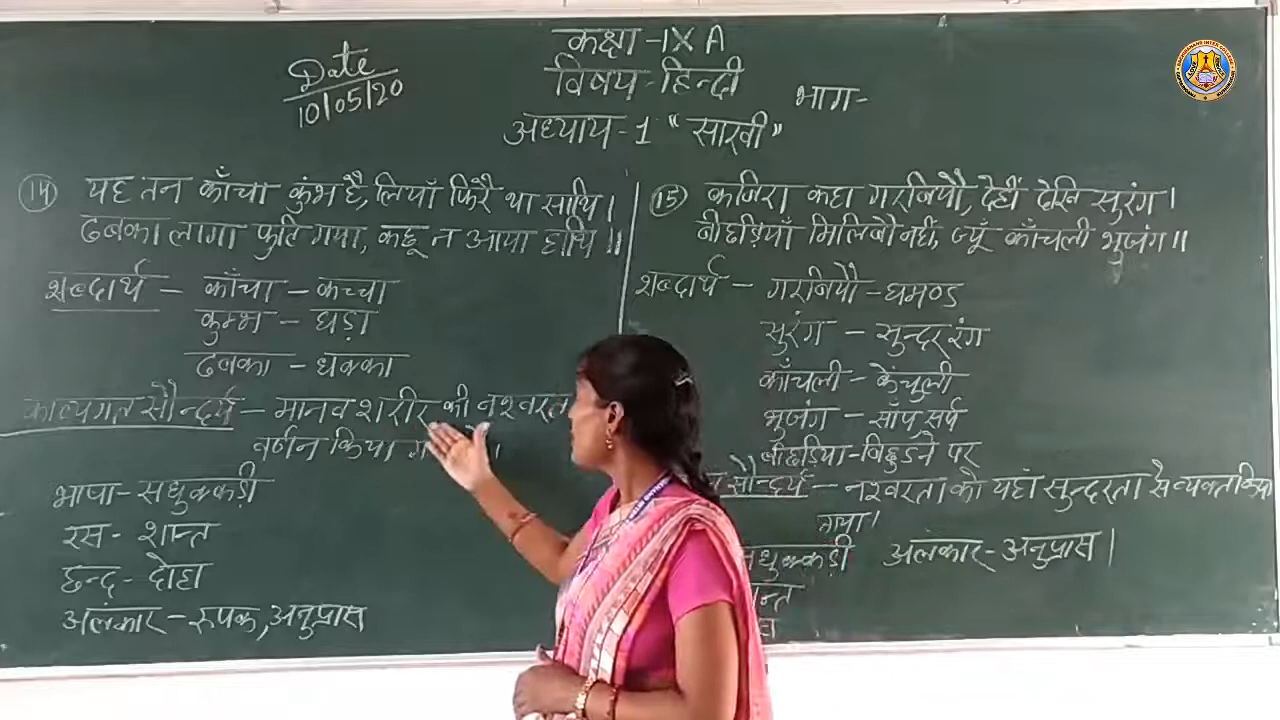 Date
10/05/20
कक्षा -IX A
विषय-हिन्दी
भाग-
अध्याय-1 "साखी"
(14) यह तन काँचा कुंभ है, लियाँ फिरै था साथि।
ढबका लागा फुटि गया, कछू न आया हाथि॥
शब्दार्थ - काँचा - कच्चा
कुम्भ - घड़ा
ढबका - धक्का
काव्यगत सौन्दर्य - मानव शरीर की नश्वरत
वर्णन किया
भाषा- सधुक्कड़ी
रस - शान्त
छन्द - दोहा
अलंकार - रूपक, अनुप्रास
(15) कबिरा कहा गरबियौ, देहीं देखि सुरंग।
बीछड़ियाँ मिलिबौ नहीं, ज्यूँ काँचली भुजंग॥
शब्दार्थ - गरबियौ - घमण्ड
सुरंग - सुन्दर रंग
काँचली - केंचुली
भुजंग - साँप, सर्प
बीछड़िया - बिछुड़ने पर
सौन्दर्य - नश्वरता को यहाँ सुन्दरता से व्यक्त किया
गया।
धुक्कड़ी अलंकार - अनुप्रास।
न्त